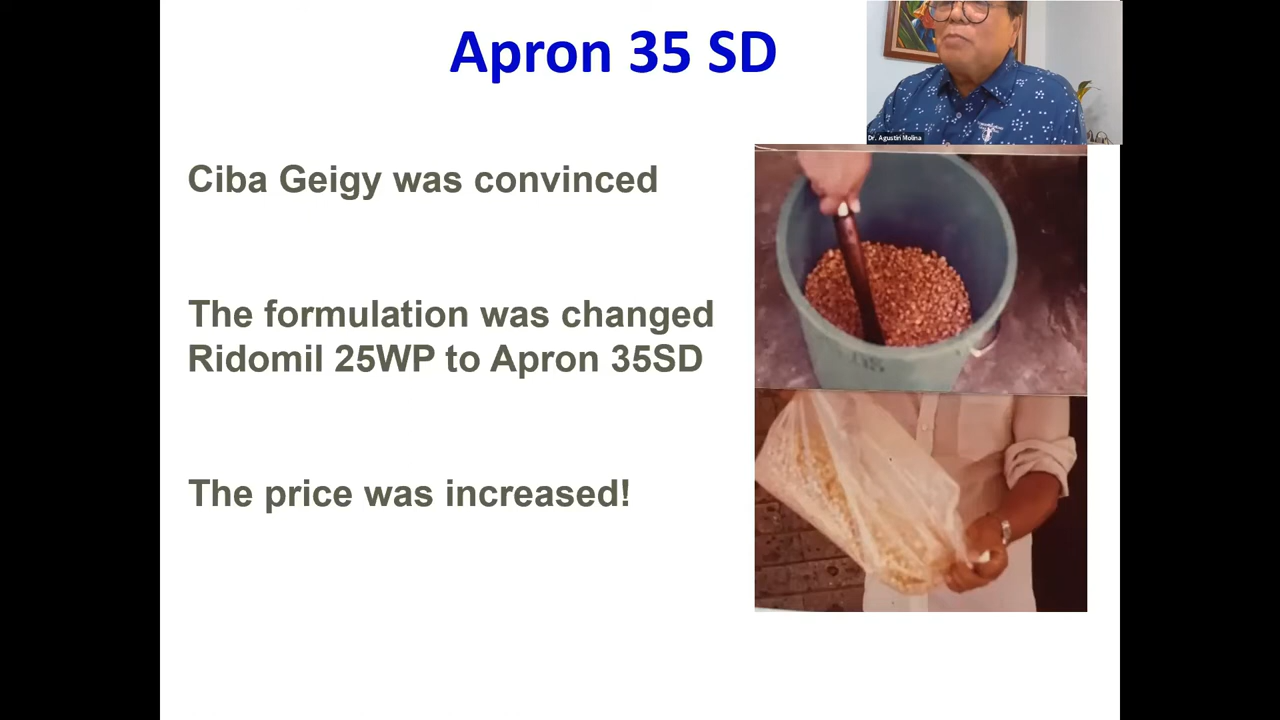 Apron 35 SD
Dr. Agustin Molina
Ciba Geigy was convinced
The formulation was changed
Ridomil 25WP to Apron 35SD
The price was increased!